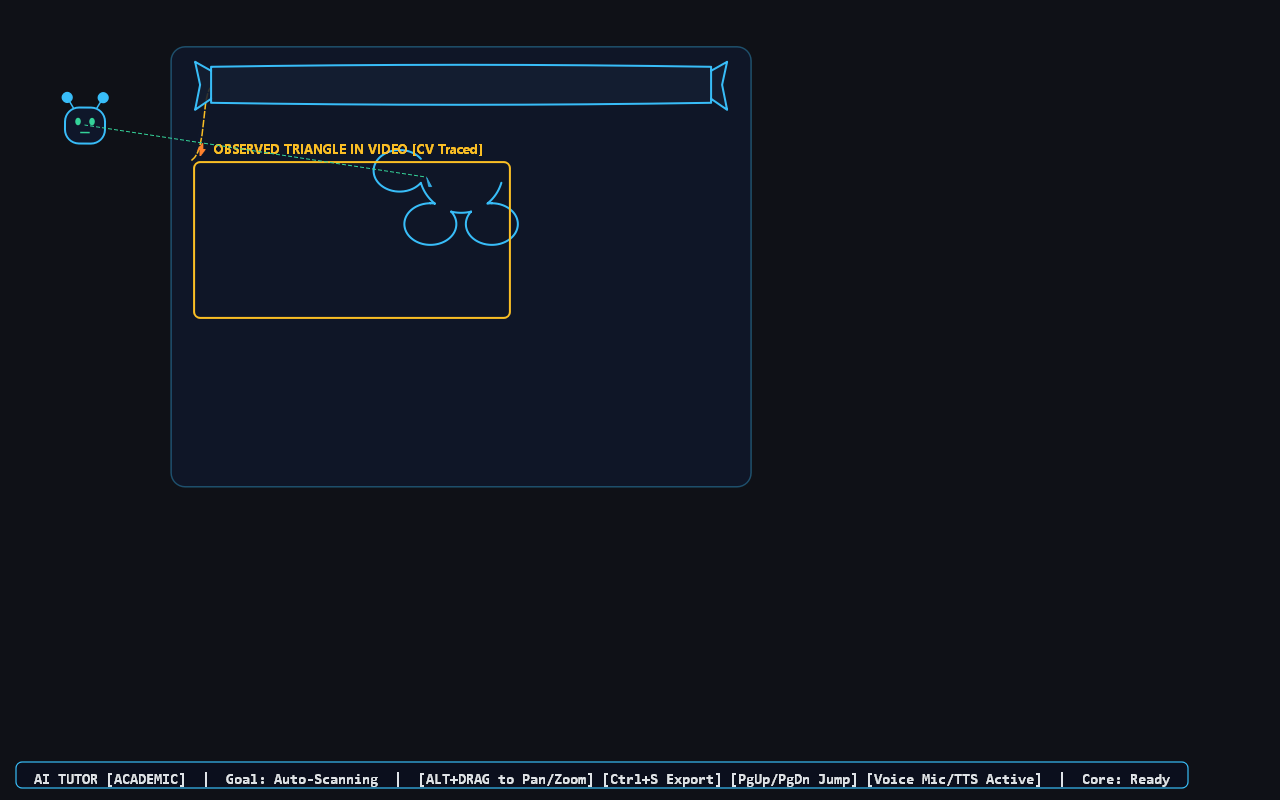 ⚡ OBSERVED TRIANGLE IN VIDEO [CV Traced]
AI TUTOR [ACADEMIC] | Goal: Auto-Scanning | [ALT+DRAG to Pan/Zoom] [Ctrl+S Export] [PgUp/PgDn Jump] [Voice Mic/TTS Active] | Core: Ready